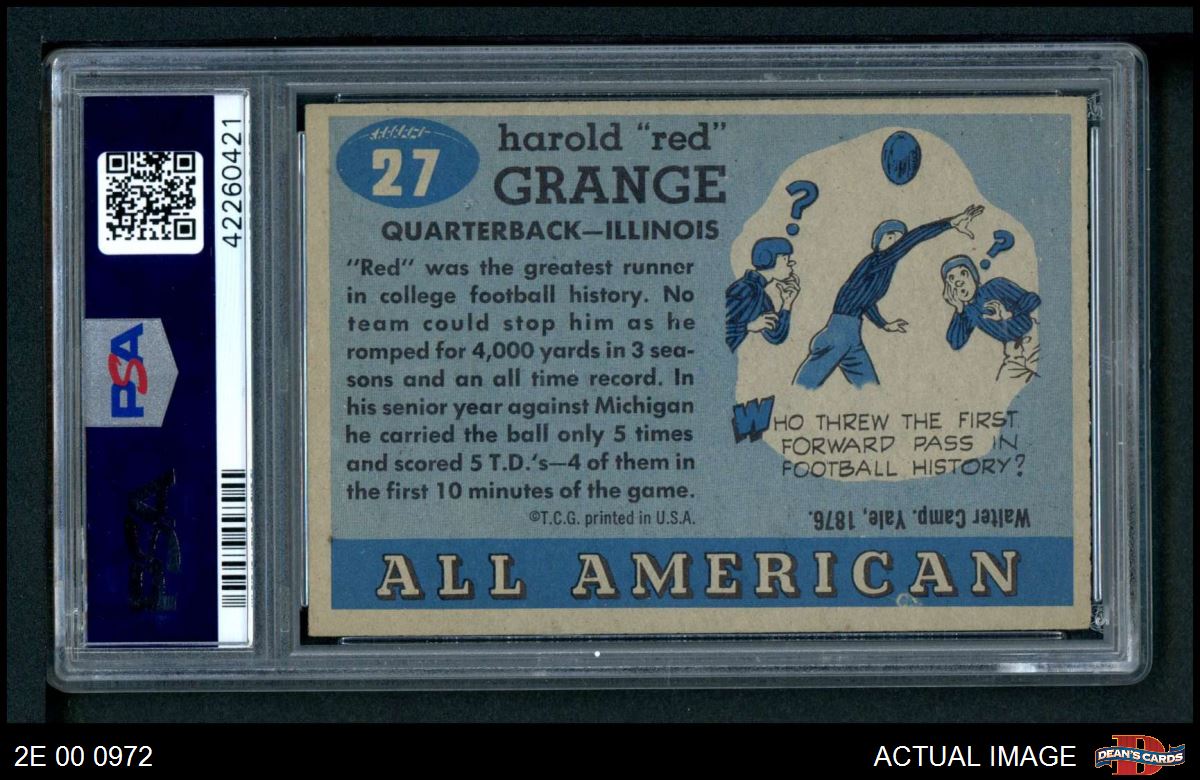 42260421
PSA
27
harold "red"
GRANGE
QUARTERBACK—ILLINOIS
"Red" was the greatest runner
in college football history. No
team could stop him as he
romped for 4,000 yards in 3 sea-
sons and an all time record. In
his senior year against Michigan
he carried the ball only 5 times
and scored 5 T.D.'s—4 of them in
the first 10 minutes of the game.
©T.C.G. printed in U.S.A.
?
?
WHO THREW THE FIRST
FORWARD PASS IN
FOOTBALL HISTORY?
Walter Camp. Yale, 1876.
ALL AMERICAN
PSA
2E 00 0972
ACTUAL IMAGE
D
DEAN'S CARDS